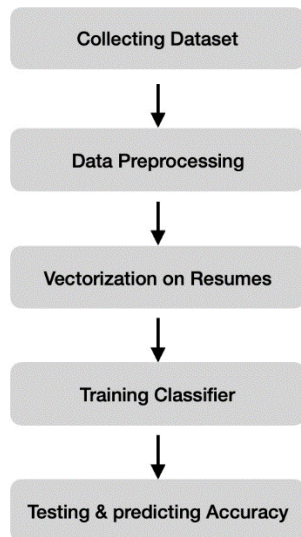 Collecting Dataset
Data Preprocessing
Vectorization on Resumes
Training Classifier
Testing & predicting Accuracy